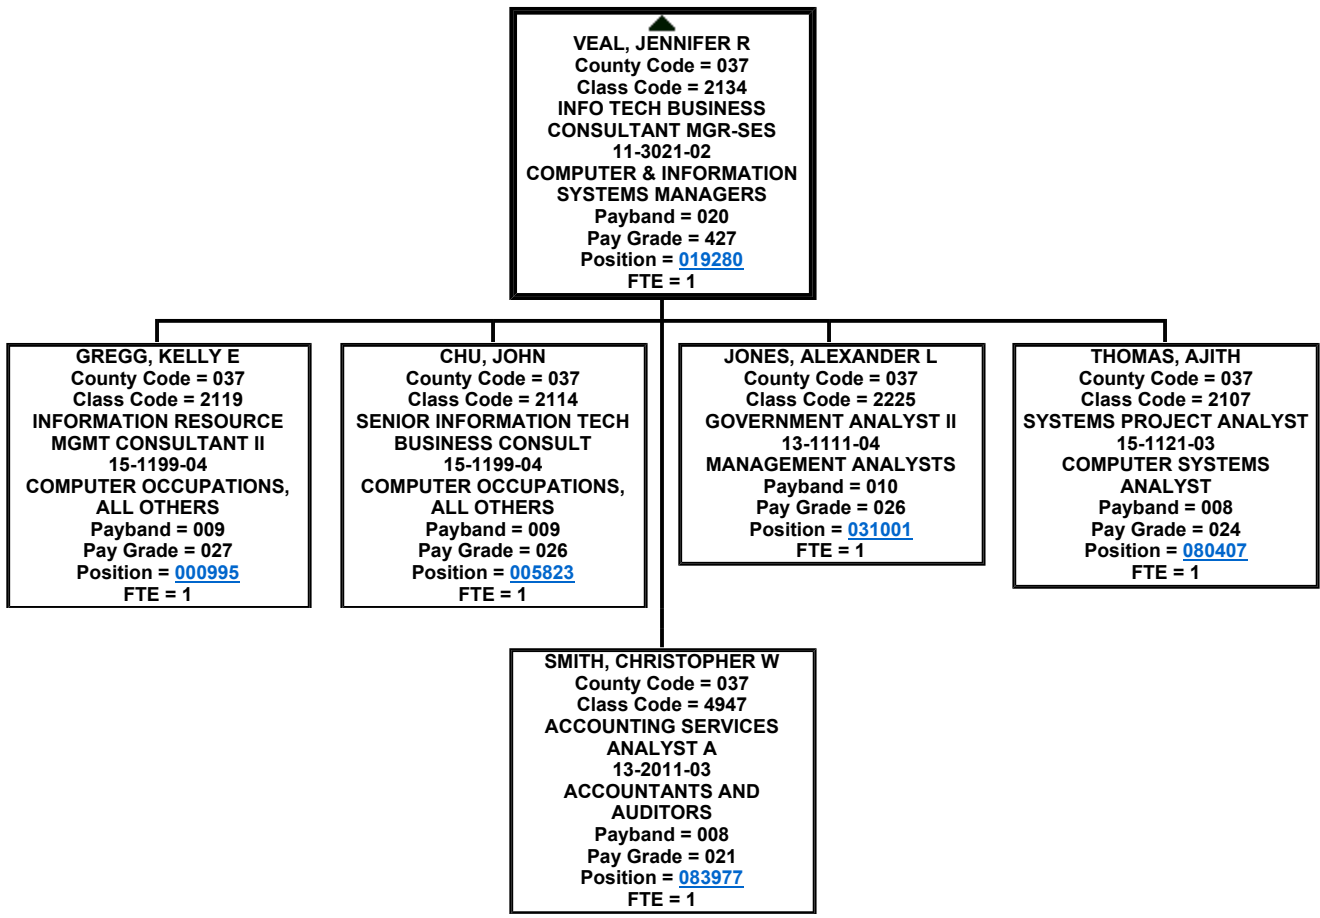 VEAL, JENNIFER R
County Code = 037
Class Code = 2134
INFO TECH BUSINESS
CONSULTANT MGR-SES
11-3021-02
COMPUTER & INFORMATION
SYSTEMS MANAGERS
Payband = 020
Pay Grade = 427
Position = 019280
FTE = 1
GREGG, KELLY E
County Code = 037
Class Code = 2119
INFORMATION RESOURCE
MGMT CONSULTANT II
15-1199-04
COMPUTER OCCUPATIONS,
ALL OTHERS
Payband = 009
Pay Grade = 027
Position = 000995
FTE = 1
CHU, JOHN
County Code = 037
Class Code = 2114
SENIOR INFORMATION TECH
BUSINESS CONSULT
15-1199-04
COMPUTER OCCUPATIONS,
ALL OTHERS
Payband = 009
Pay Grade = 026
Position = 005823
FTE = 1
JONES, ALEXANDER L
County Code = 037
Class Code = 2225
GOVERNMENT ANALYST II
13-1111-04
MANAGEMENT ANALYSTS
Payband = 010
Pay Grade = 026
Position = 031001
FTE = 1
THOMAS, AJITH
County Code = 037
Class Code = 2107
SYSTEMS PROJECT ANALYST
15-1121-03
COMPUTER SYSTEMS
ANALYST
Payband = 008
Pay Grade = 024
Position = 080407
FTE = 1
SMITH, CHRISTOPHER W
County Code = 037
Class Code = 4947
ACCOUNTING SERVICES
ANALYST A
13-2011-03
ACCOUNTANTS AND
AUDITORS
Payband = 008
Pay Grade = 021
Position = 083977
FTE = 1